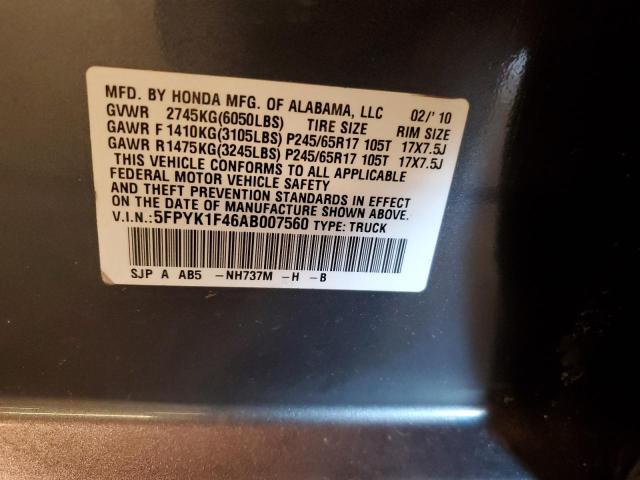 MFD. BY HONDA MFG. OF ALABAMA, LLC 02/'10
GVWR 2745KG(6050LBS) TIRE SIZE RIM SIZE
GAWR F1410KG(3105LBS) P245/65R17 105T 17X7.5J
GAWR R1475KG(3245LBS) P245/65R17 105T 17X7.5J
THIS VEHICLE CONFORMS TO ALL APPLICABLE
FEDERAL MOTOR VEHICLE SAFETY
AND THEFT PREVENTION STANDARDS IN EFFECT
ON THE DATE OF MANUFACTURE SHOWN ABOVE.
V.I.N.:5FPYK1F46AB007560 TYPE: TRUCK
SJP A AB5 -NH737M -H -B